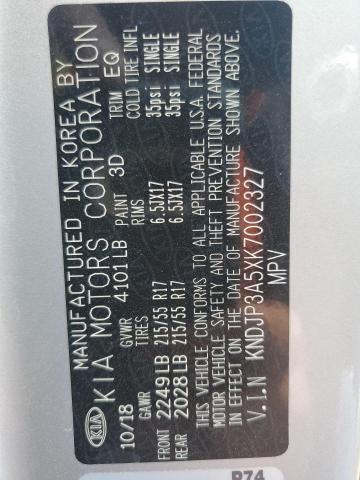 MANUFACTURED IN KOREA BY
KIA KIA MOTORS CORPORATION
10/18 GVWR 4101LB PAINT 3D TRIM EQ
GAWR TIRES RIMS COLD TIRE INFL
FRONT 2249LB 215/55 R17 6.5JX17 35psi SINGLE
REAR 2028LB 215/55 R17 6.5JX17 35psi SINGLE
THIS VEHICLE CONFORMS TO ALL APPLICABLE U.S.A. FEDERAL
MOTOR VEHICLE SAFETY AND THEFT PREVENTION STANDARDS
IN EFFECT ON THE DATE OF MANUFACTURE SHOWN ABOVE.
V.I.N KNDJP3A5XK7002327
MPV
P74